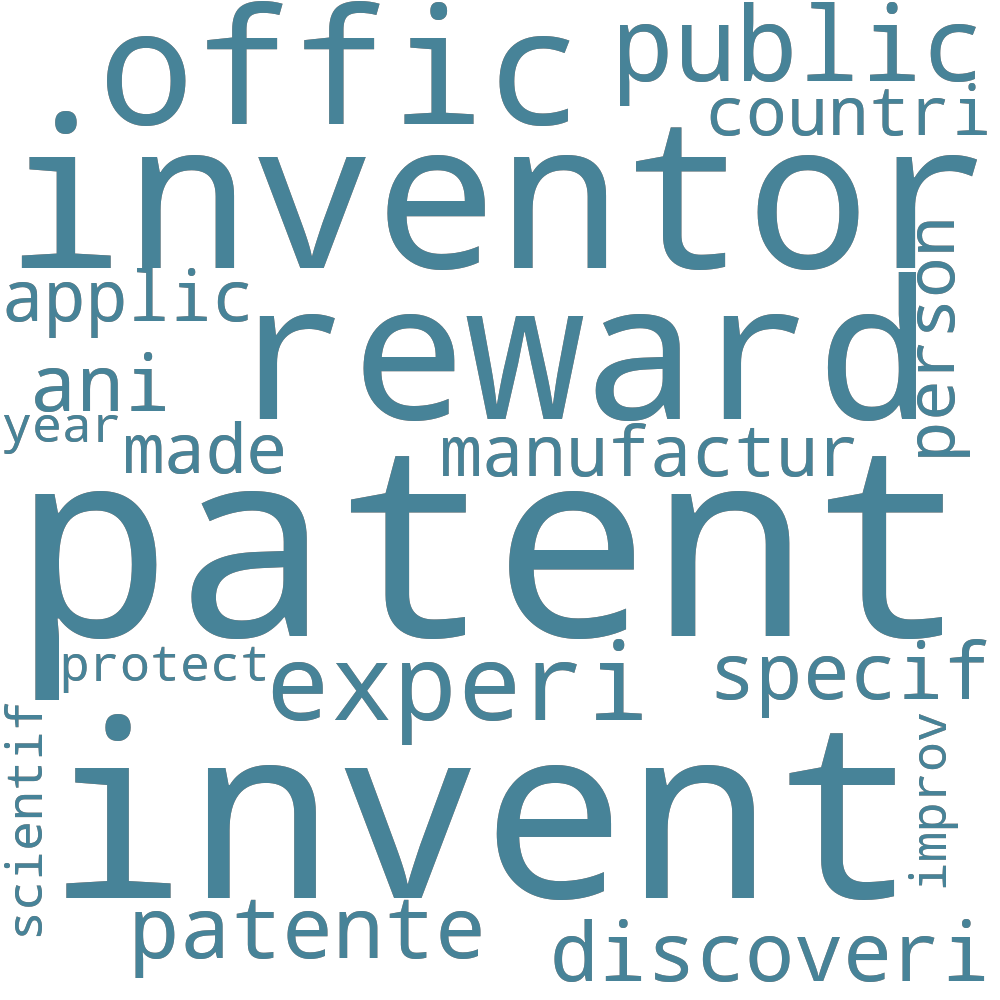 offic
public
countri
inventor
person
applic
reward
ani
year
made
manufactur
patent
protect
experi
specif
scientif
invent
improv
patente
discoveri